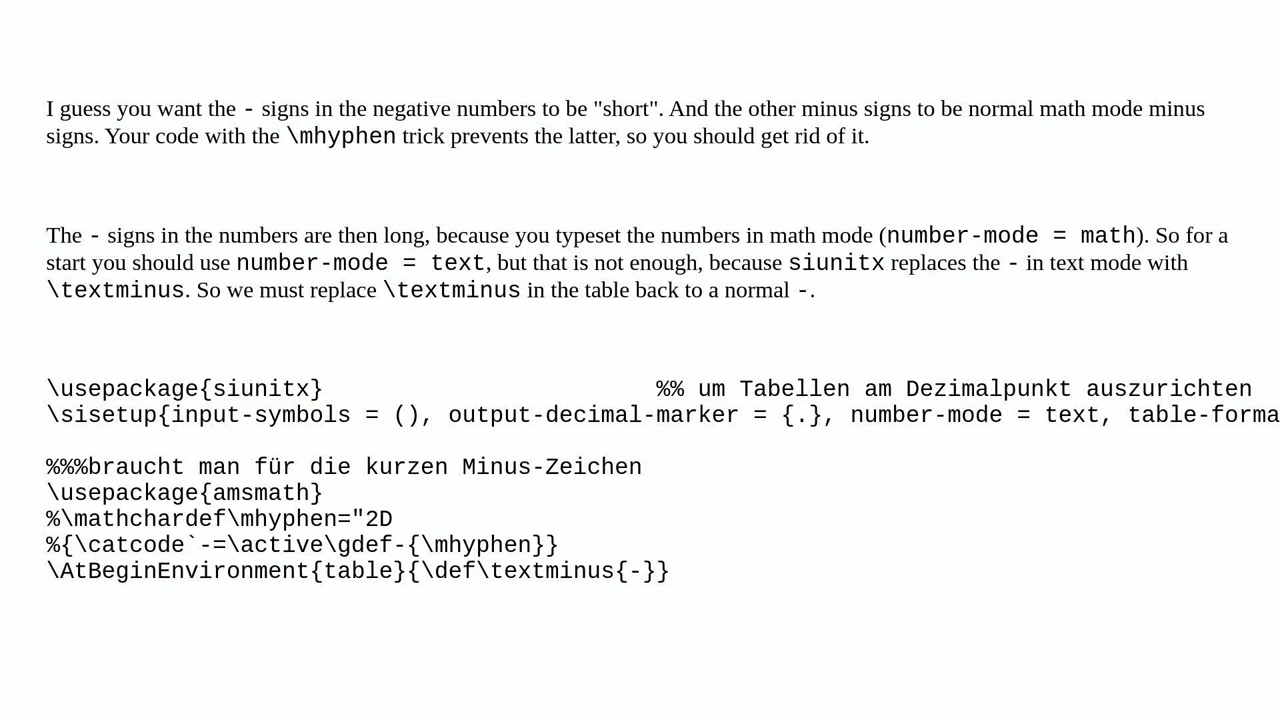 I guess you want the - signs in the negative numbers to be "short". And the other minus signs to be normal math mode minus
signs. Your code with the \mhyphen trick prevents the latter, so you should get rid of it.
The - signs in the numbers are then long, because you typeset the numbers in math mode (number-mode = math). So for a
start you should use number-mode = text, but that is not enough, because siunitx replaces the - in text mode with
\textminus. So we must replace \textminus in the table back to a normal -.
\usepackage{siunitx}                        %% um Tabellen am Dezimalpunkt auszurichten
\sisetup{input-symbols = (), output-decimal-marker = {.}, number-mode = text, table-forma
%%%braucht man für die kurzen Minus-Zeichen
\usepackage{amsmath}
%\mathchardef\mhyphen="2D
%{\catcode`-=\active\gdef-{\mhyphen}}
\AtBeginEnvironment{table}{\def\textminus{-}}